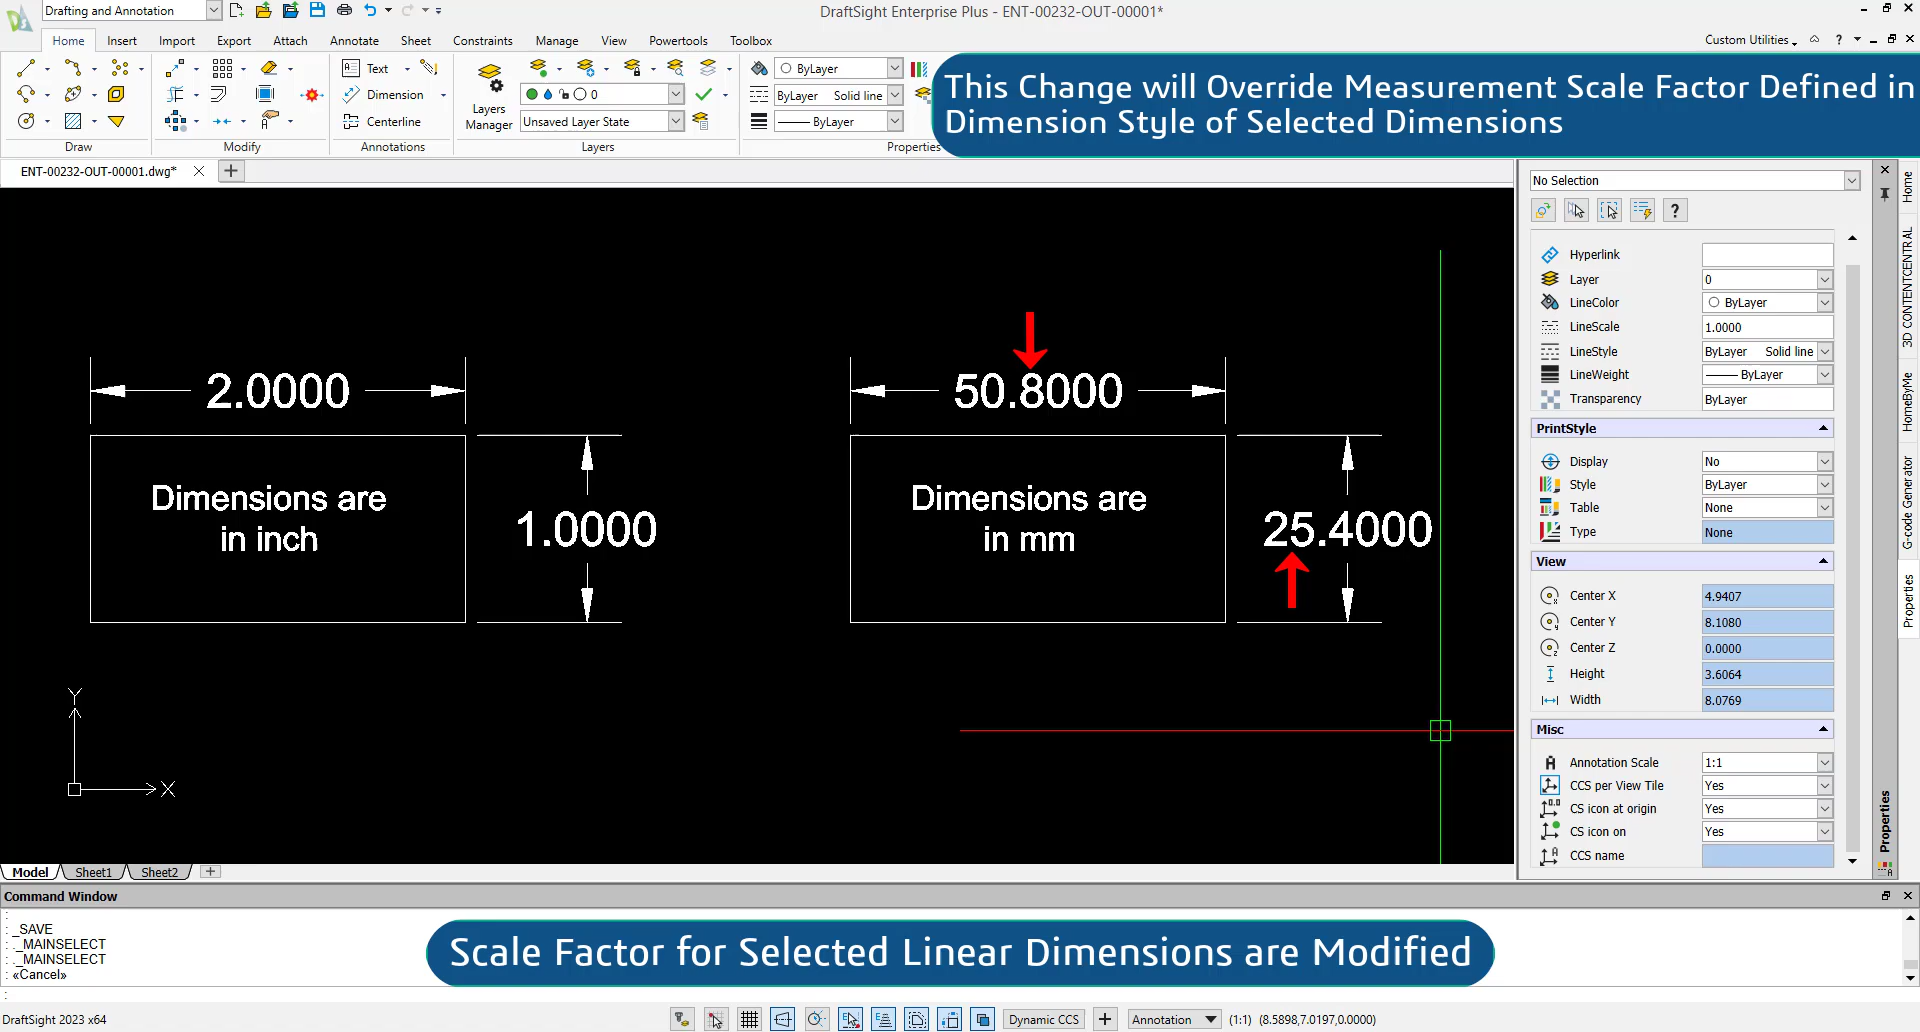 Drafting and Annotation
DraftSight Enterprise Plus - ENT-00232-OUT-00001*
Home Insert Import Export Attach Annotate Sheet Constraints Manage View Powertools Toolbox
Custom Utilities
?
Text
Dimension
Centerline
Layers
Manager
0
Unsaved Layer State
ByLayer
ByLayer Solid line
ByLayer
Draw Modify Annotations Layers Properties
This Change will Override Measurement Scale Factor Defined in
Dimension Style of Selected Dimensions
ENT-00232-OUT-00001.dwg*
2.0000
Dimensions are
in inch
1.0000
50.8000
Dimensions are
in mm
25.4000
Y
X
No Selection
?
Hyperlink
Layer 0
LineColor ByLayer
LineScale 1.0000
LineStyle ByLayer Solid line
LineWeight ByLayer
Transparency ByLayer
PrintStyle
Display No
Style ByLayer
Table None
Type None
View
Center X 4.9407
Center Y 8.1080
Center Z 0.0000
Height 3.6064
Width 8.0769
Misc
Annotation Scale 1:1
CCS per View Tile Yes
CS icon at origin Yes
CS icon on Yes
CCS name
Properties
Home
3D CONTENTCENTRAL
HomeByMe
G-code Generator
Properties
Model Sheet1 Sheet2
Command Window
:
: _SAVE
: ._MAINSELECT
: ._MAINSELECT
: «Cancel»
:
Scale Factor for Selected Linear Dimensions are Modified
DraftSight 2023 x64
Dynamic CCS
Annotation
(1:1) (8.5898,7.0197,0.0000)